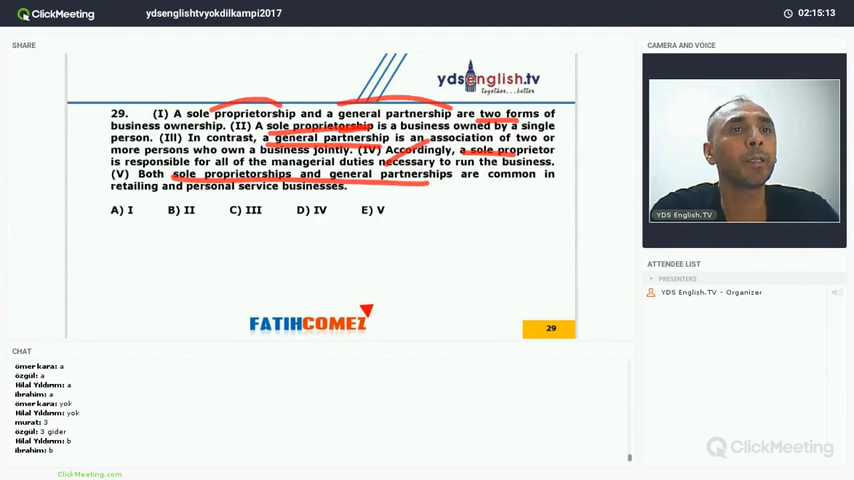 ClickMeeting
ydsenglishtvyokdilkampi2017
02:15:13
SHARE
CAMERA AND VOICE
ydsenglish.tv
together...better
29. (I) A sole proprietorship and a general partnership are two forms of
business ownership. (II) A sole proprietorship is a business owned by a single
person. (III) In contrast, a general partnership is an association of two or
more persons who own a business jointly. (IV) Accordingly, a sole proprietor
is responsible for all of the managerial duties necessary to run the business.
(V) Both sole proprietorships and general partnerships are common in
retailing and personal service businesses.
A) I B) II C) III D) IV E) V
FATIHCOMEZ
29
YDS English.TV
ATTENDEE LIST
PRESENTERS
YDS English.TV - Organizer
CHAT
ömer kara: a
özgül: a
Hilal Yıldırım: a
ibrahim: a
ömer kara: yok
Hilal Yıldırım: yok
murat: 3
özgül: 3 gider
Hilal Yıldırım: b
ibrahim: b
ClickMeeting
ClickMeeting.com